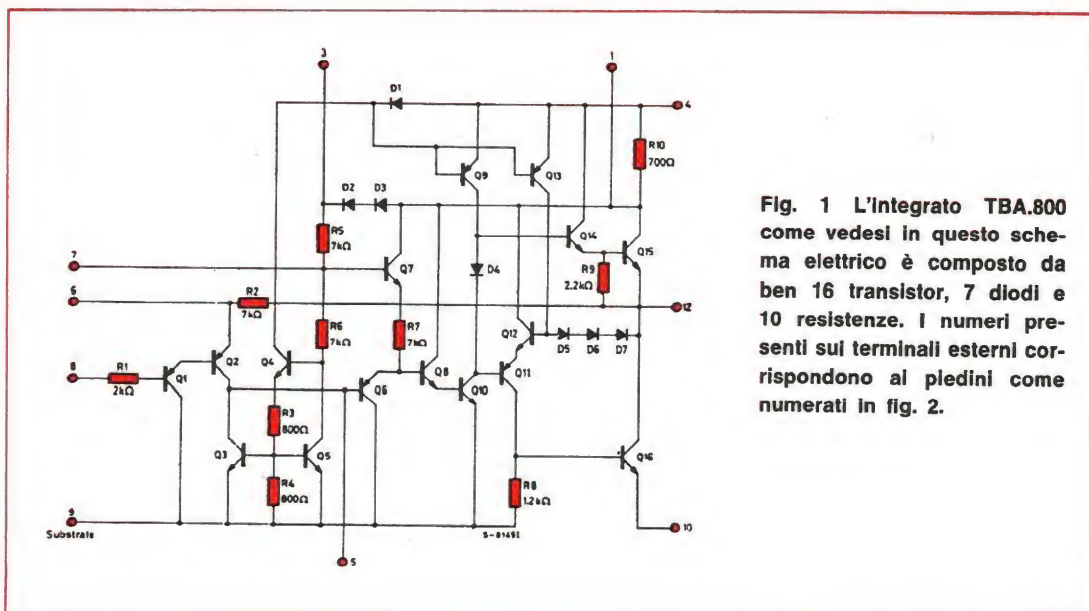 3
1
D1
4
R10
700Ω
Q9
Q13
D2 D3
R5
7kΩ
Q14
Q15
R9
2.2kΩ
7
Q7
D4
6
R2
7kΩ
12
R6
7kΩ
R7
7kΩ
Q12
D5 D6 D7
8
R1
2kΩ
Q1
Q2
Q4
Q6
Q8
Q10
Q11
R3
800Ω
Q3
Q5
Q16
R4
800Ω
R8
1.2kΩ
9
Substrate
S-0149I
10
5
Fig. 1 L'integrato TBA.800
come vedesi in questo sche-
ma elettrico è composto da
ben 16 transistor, 7 diodi e
10 resistenze. I numeri pre-
senti sui terminali esterni cor-
rispondono ai piedini come
numerati in fig. 2.